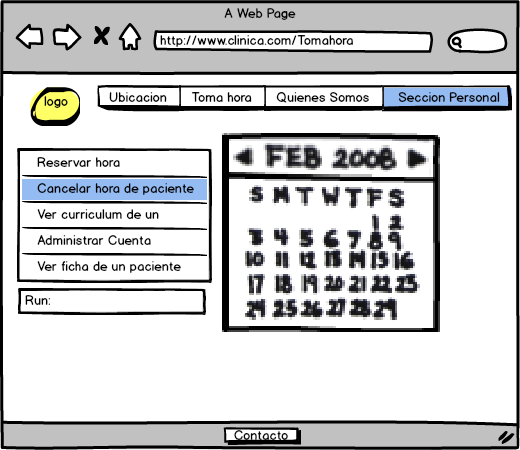 A Web Page
http://www.clinica.com/Tomahora
logo
Ubicacion Toma hora Quienes Somos Seccion Personal
Reservar hora
Cancelar hora de paciente
Ver curriculum de un
Administrar Cuenta
Ver ficha de un paciente
Run:
FEB 2008
S M T W T F S
1 2
3 4 5 6 7 8 9
10 11 12 13 14 15 16
17 18 19 20 21 22 23
24 25 26 27 28 29
Contacto